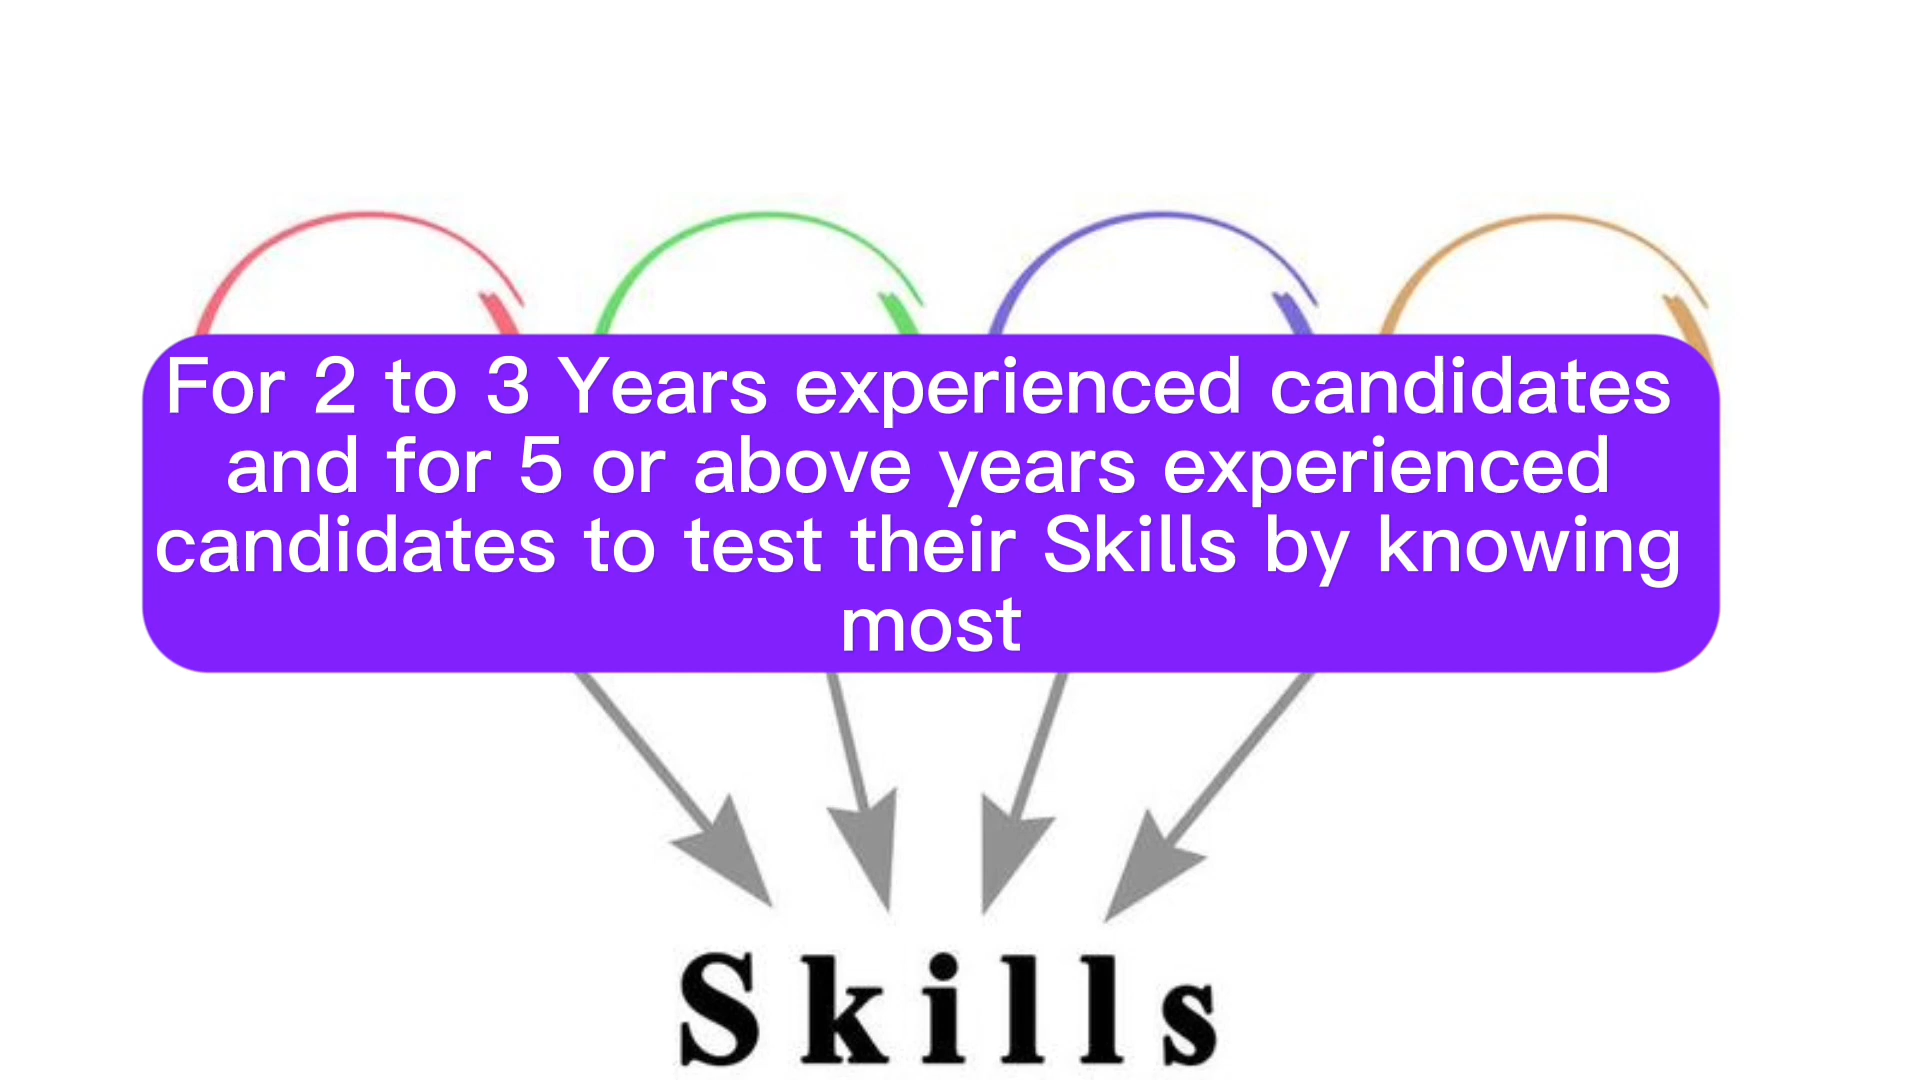 For 2 to 3 Years experienced candidates
and for 5 or above years experienced
candidates to test their Skills by knowing
most
Skills